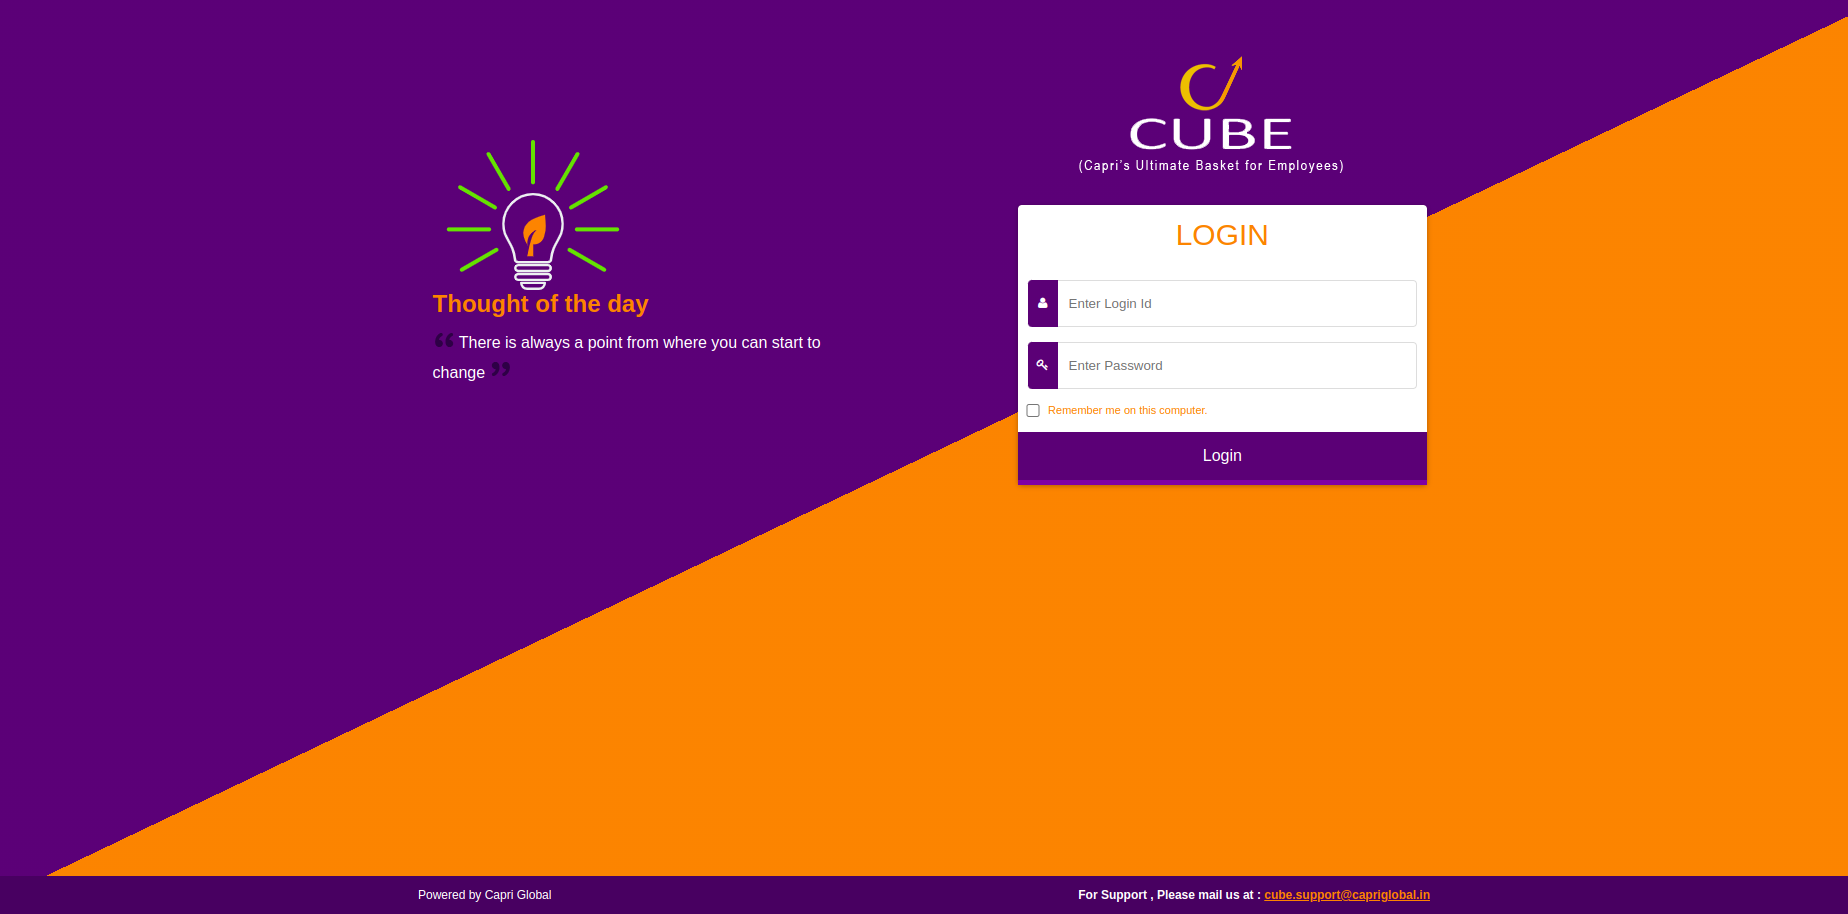 CUBE
(Capri's Ultimate Basket for Employees)
Thought of the day
“ There is always a point from where you can start to
change ”
LOGIN
Enter Login Id
Enter Password
Remember me on this computer.
Login
Powered by Capri Global
For Support , Please mail us at : cube.support@capriglobal.in